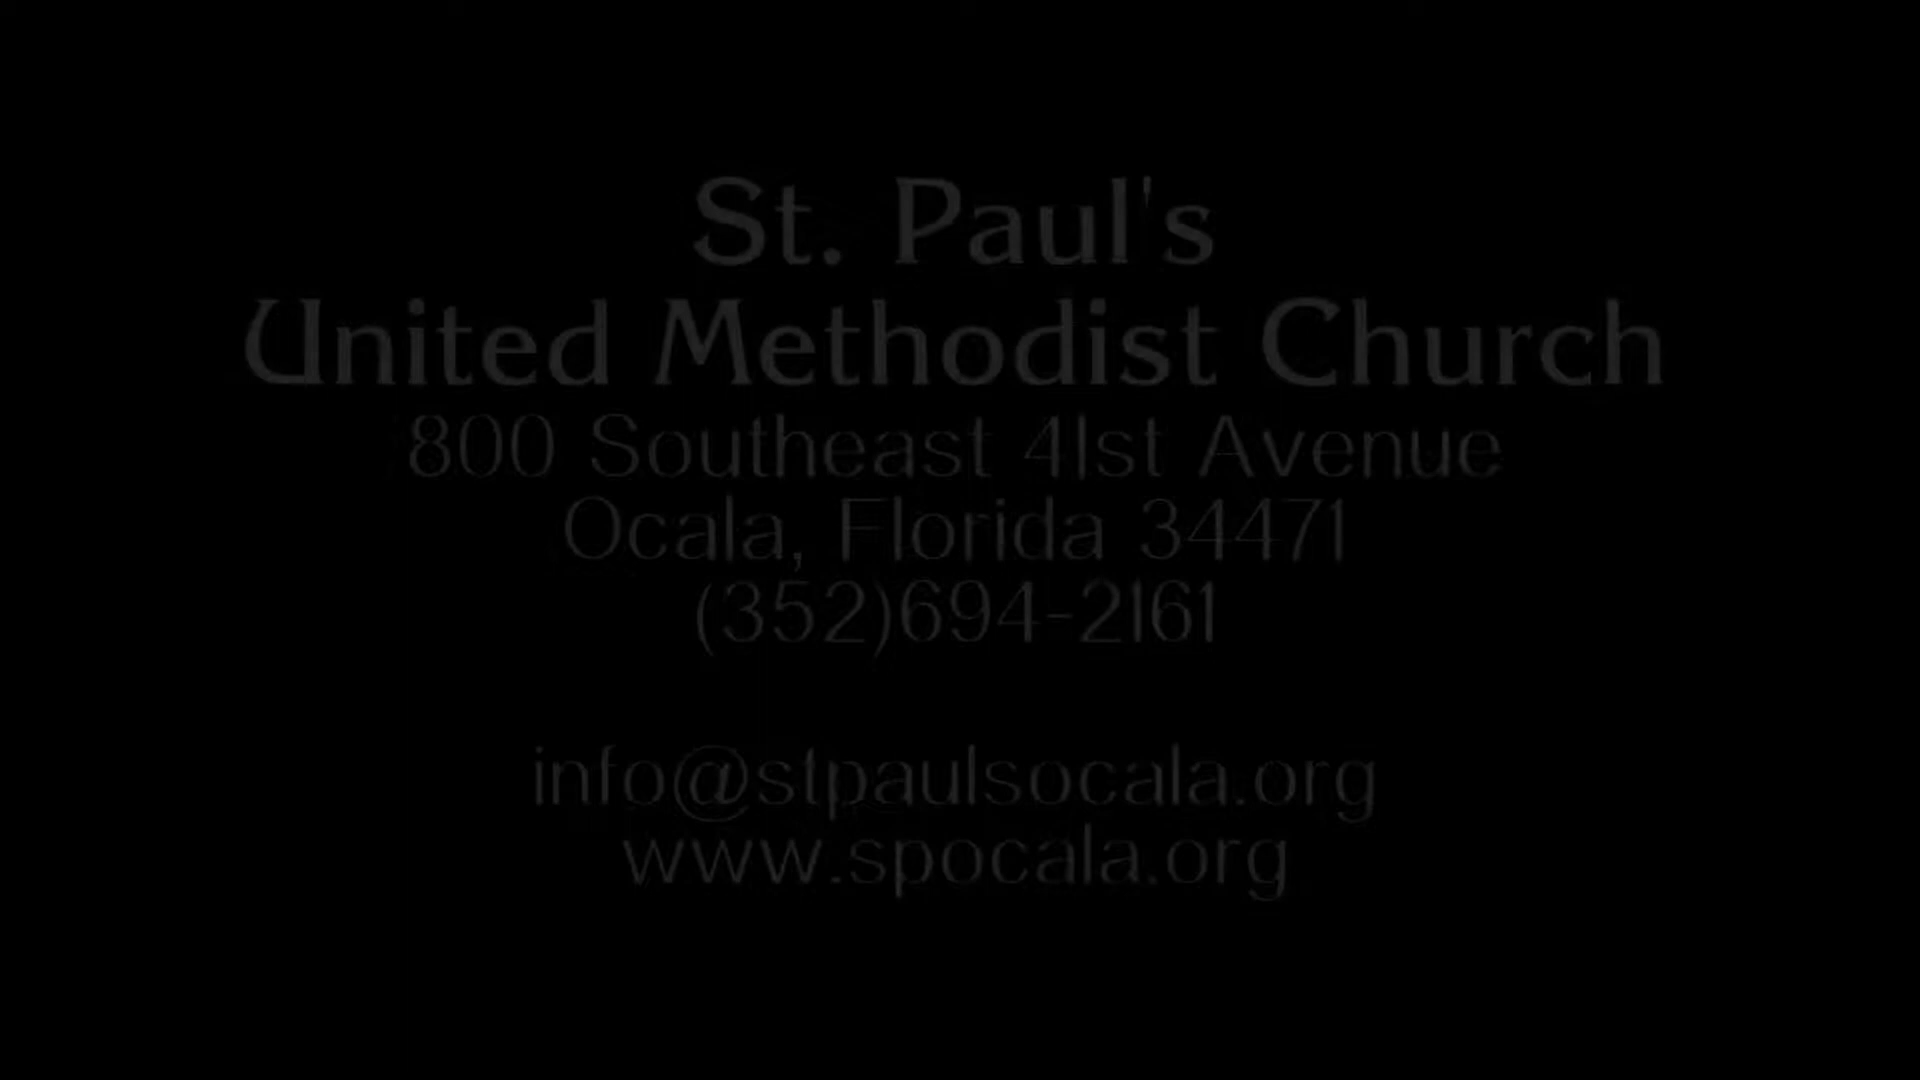 St. Paul's
United Methodist Church
800 Southeast 41st Avenue
Ocala, Florida 34471
(352)694-2161
info@stpaulsocala.org
www.spocala.org